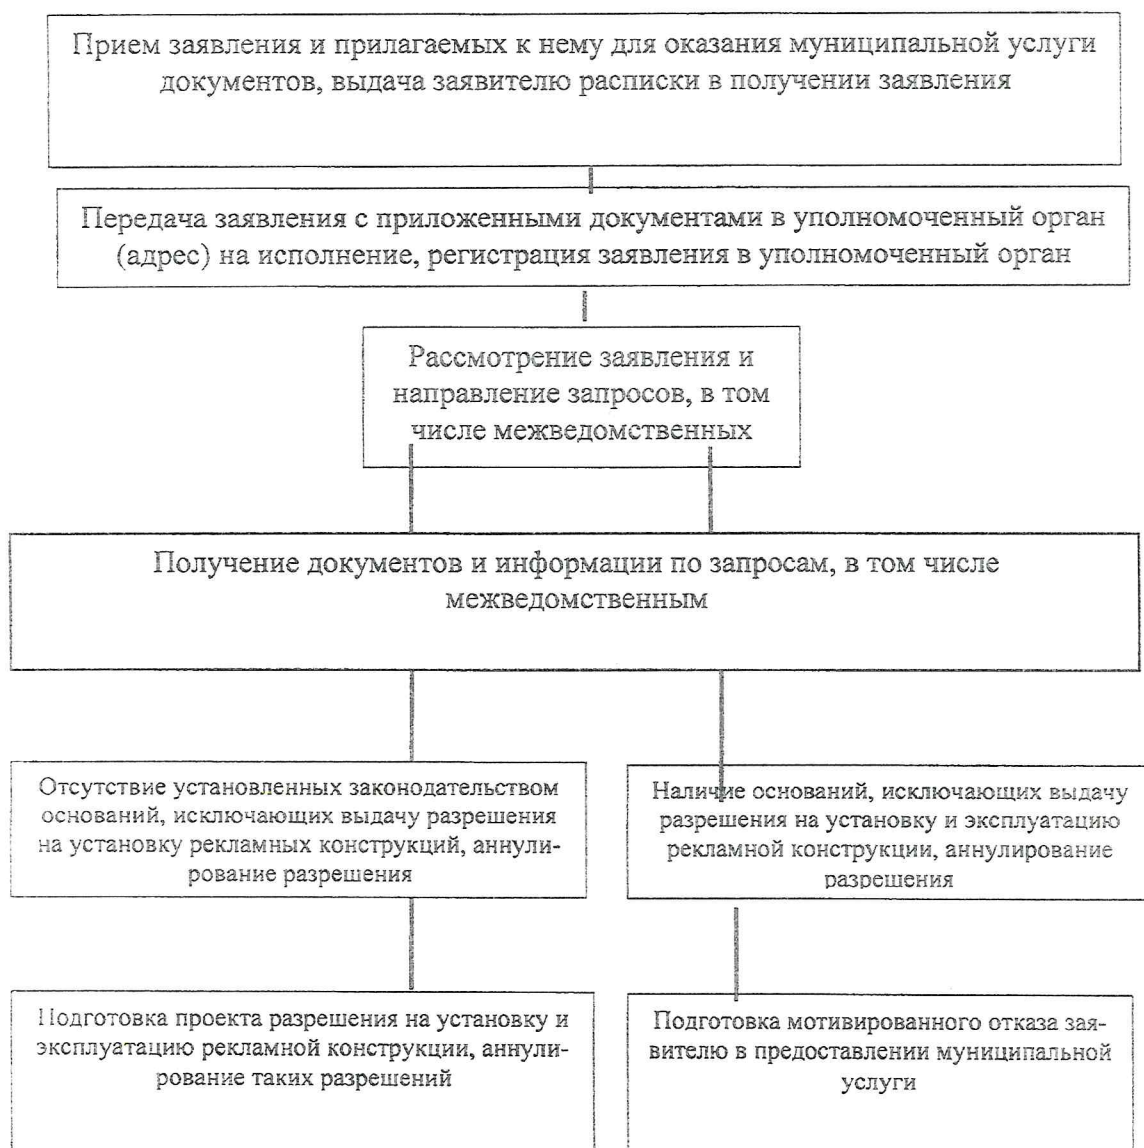 Прием заявления и прилагаемых к нему для оказания муниципальной услуги
документов, выдача заявителю расписки в получении заявления
Передача заявления с приложенными документами в уполномоченный орган
(адрес) на исполнение, регистрация заявления в уполномоченный орган
Рассмотрение заявления и
направление запросов, в том
числе межведомственных
Получение документов и информации по запросам, в том числе
межведомственным
Отсутствие установленных законодательством
оснований, исключающих выдачу разрешения
на установку рекламных конструкций, аннули-
рование разрешения
Наличие оснований, исключающих выдачу
разрешения на установку и эксплуатацию
рекламной конструкции, аннулирование
разрешения
Подготовка проекта разрешения на установку и
эксплуатацию рекламной конструкции, аннули-
рование таких разрешений
Подготовка мотивированного отказа зая-
вителю в предоставлении муниципальной
услуги